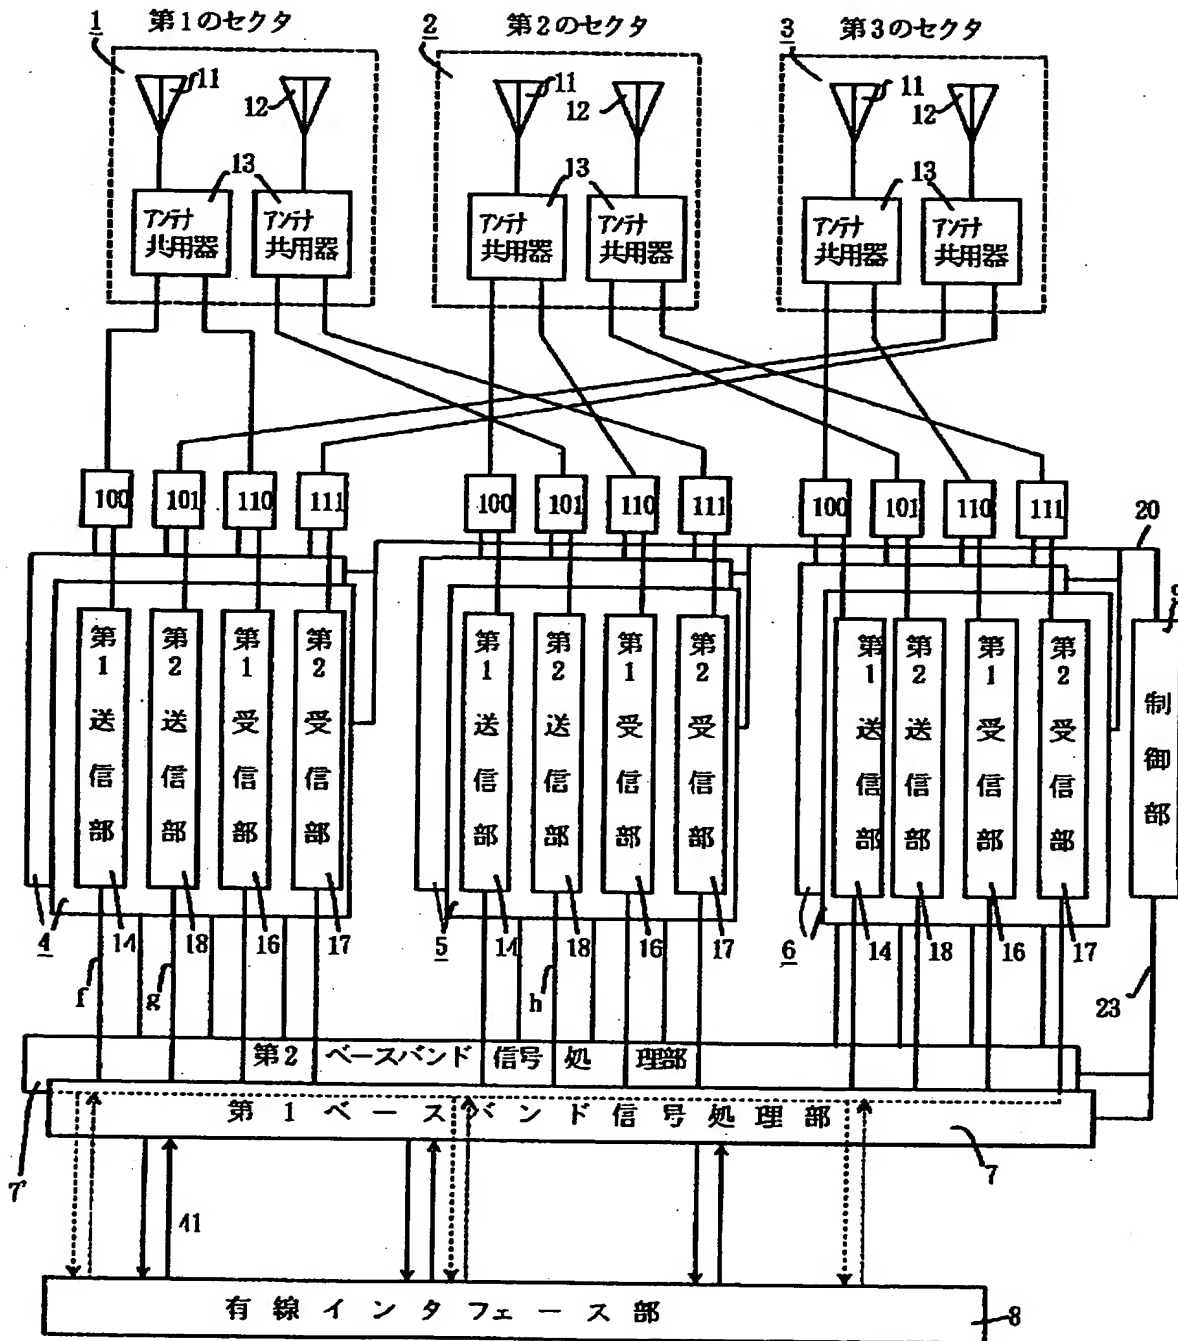 1 第1のセクタ 2 第2のセクタ 3 第3のセクタ
11 12 11 12 11 12
13 13 13
アンテナ共用器 アンテナ共用器 アンテナ共用器 アンテナ共用器 アンテナ共用器 アンテナ共用器
100 101 110 111 100 101 110 111 100 101 110 111
20
9
第1送信部 第2送信部 第1受信部 第2受信部 第1送信部 第2送信部 第1受信部 第2受信部 第1送信部 第2送信部 第1受信部 第2受信部 制御部
4 14 18 16 17 5 14 18 16 17 6 14 18 16 17
f g h 23
第2ベースバンド信号処理部
第1ベースバンド信号処理部
7' 7
41
有線インタフェース部 8